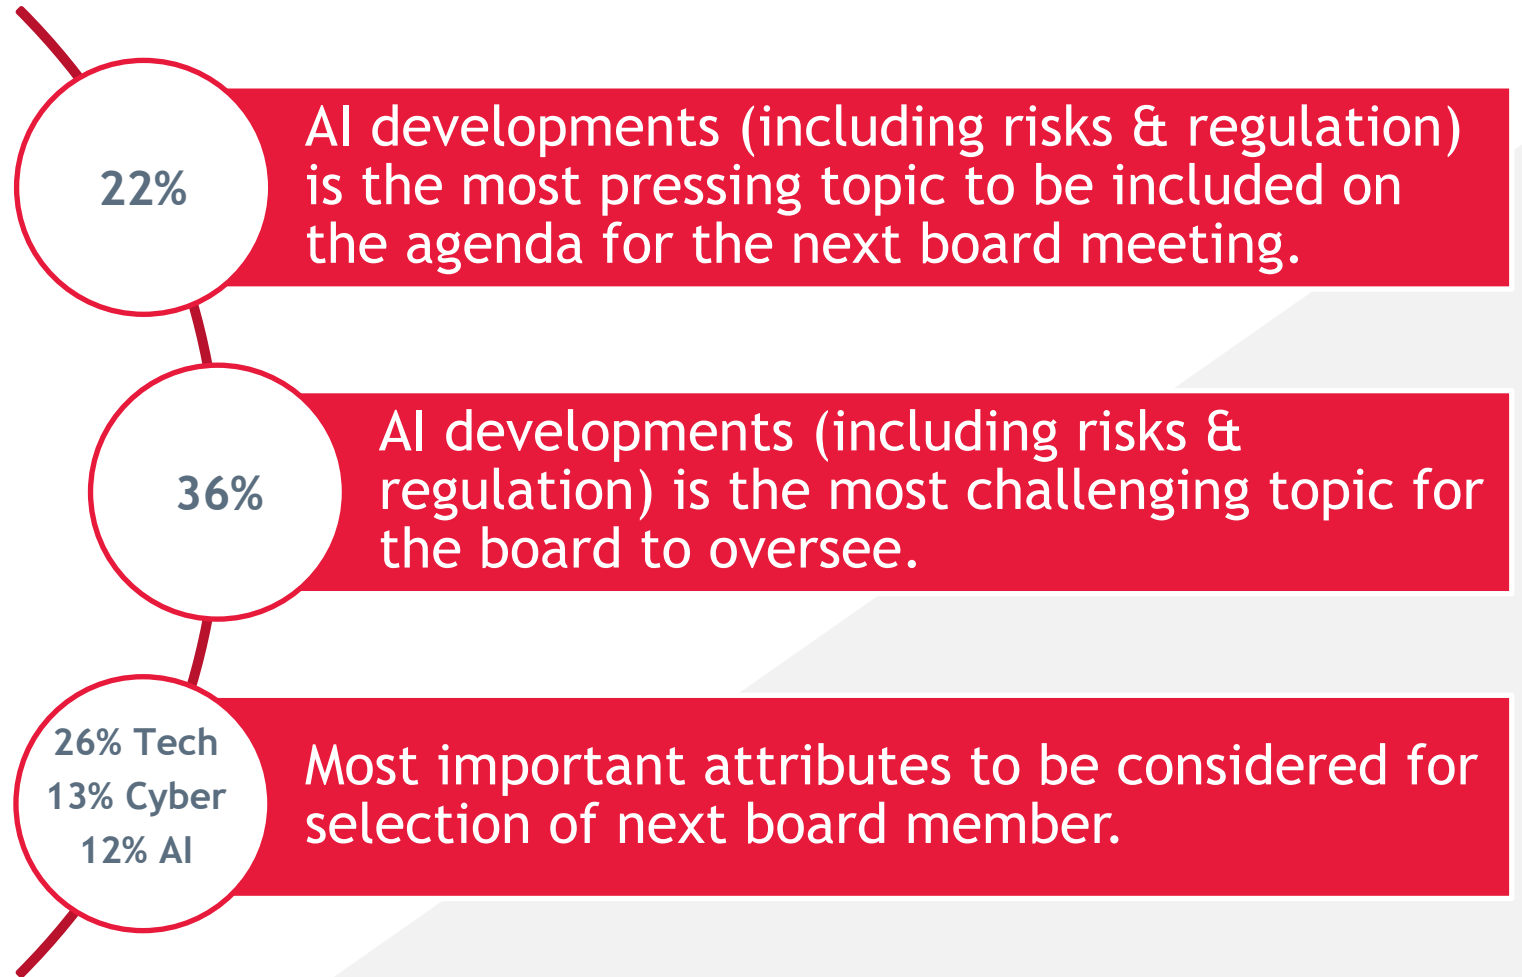 22%
AI developments (including risks & regulation)
is the most pressing topic to be included on
the agenda for the next board meeting.
36%
AI developments (including risks &
regulation) is the most challenging topic for
the board to oversee.
26% Tech
13% Cyber
12% AI
Most important attributes to be considered for
selection of next board member.